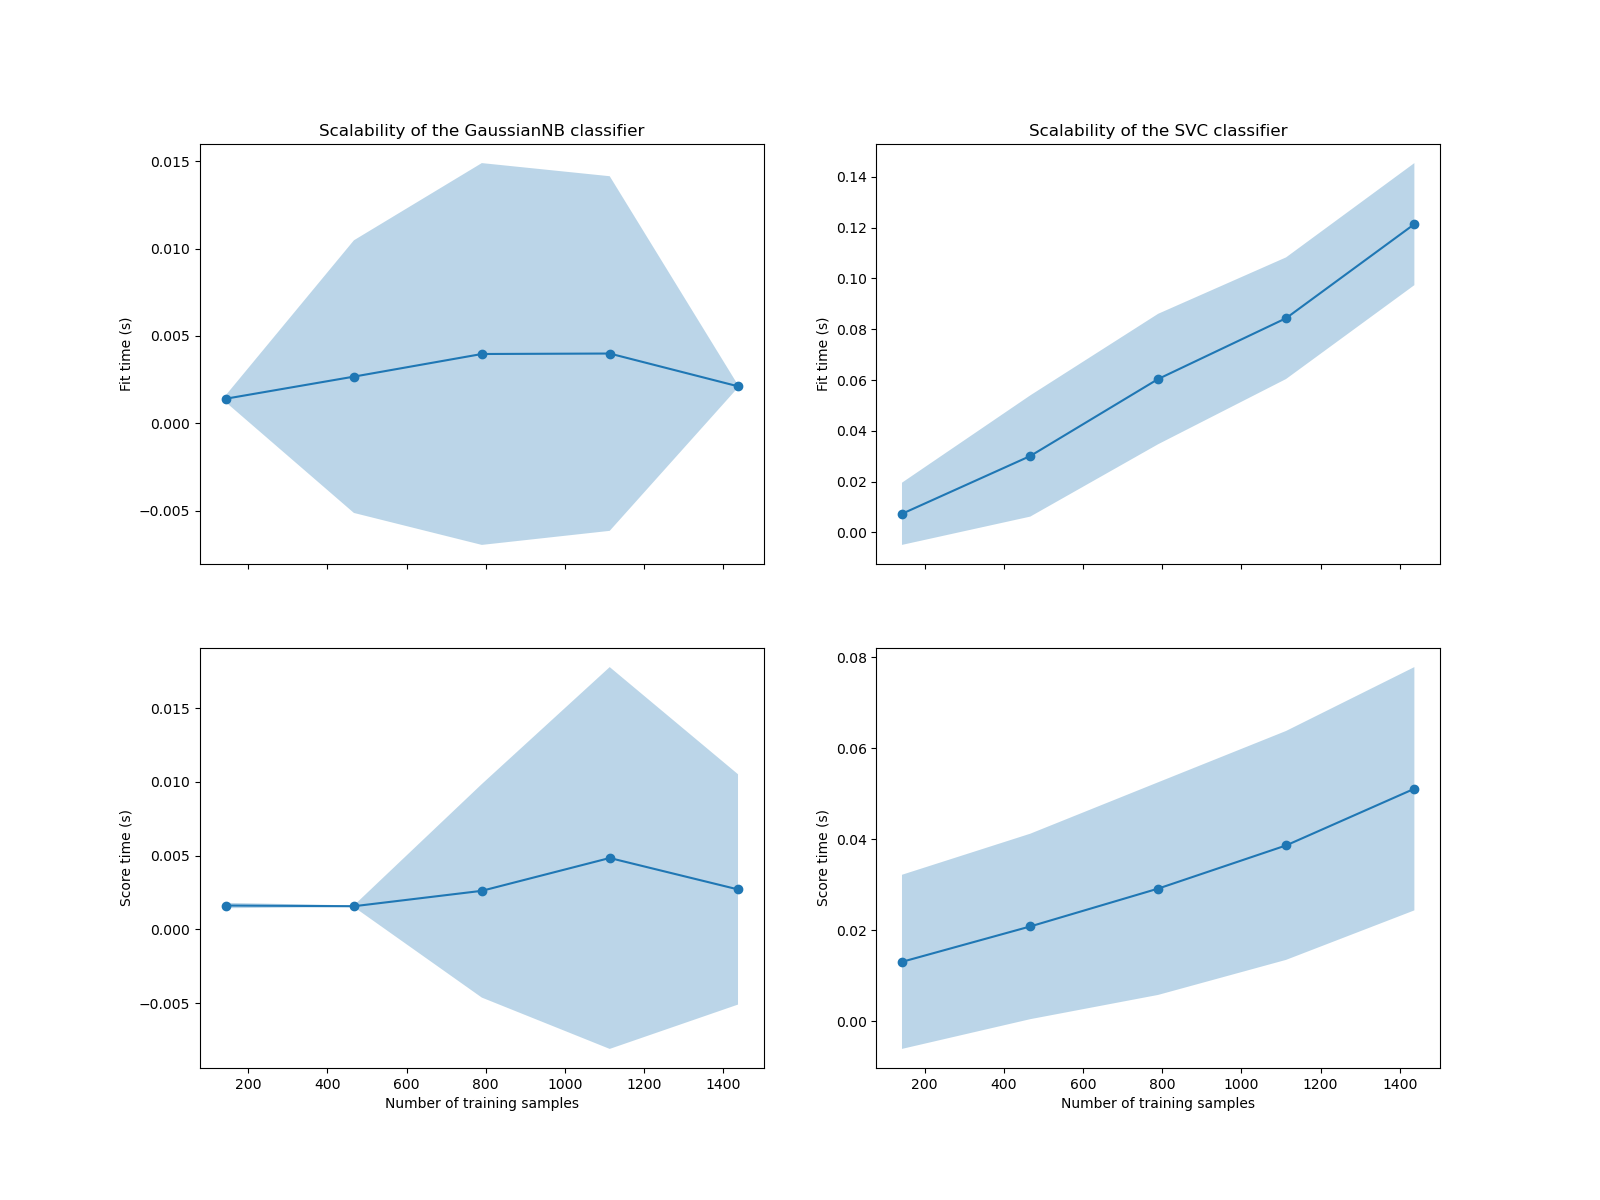 Scalability of the GaussianNB classifier
0.015
0.010
0.005
0.000
−0.005
Fit time (s)
Scalability of the SVC classifier
0.14
0.12
0.10
0.08
0.06
0.04
0.02
0.00
Fit time (s)
0.015
0.010
0.005
0.000
−0.005
Score time (s)
200 400 600 800 1000 1200 1400
Number of training samples
0.08
0.06
0.04
0.02
0.00
Score time (s)
200 400 600 800 1000 1200 1400
Number of training samples